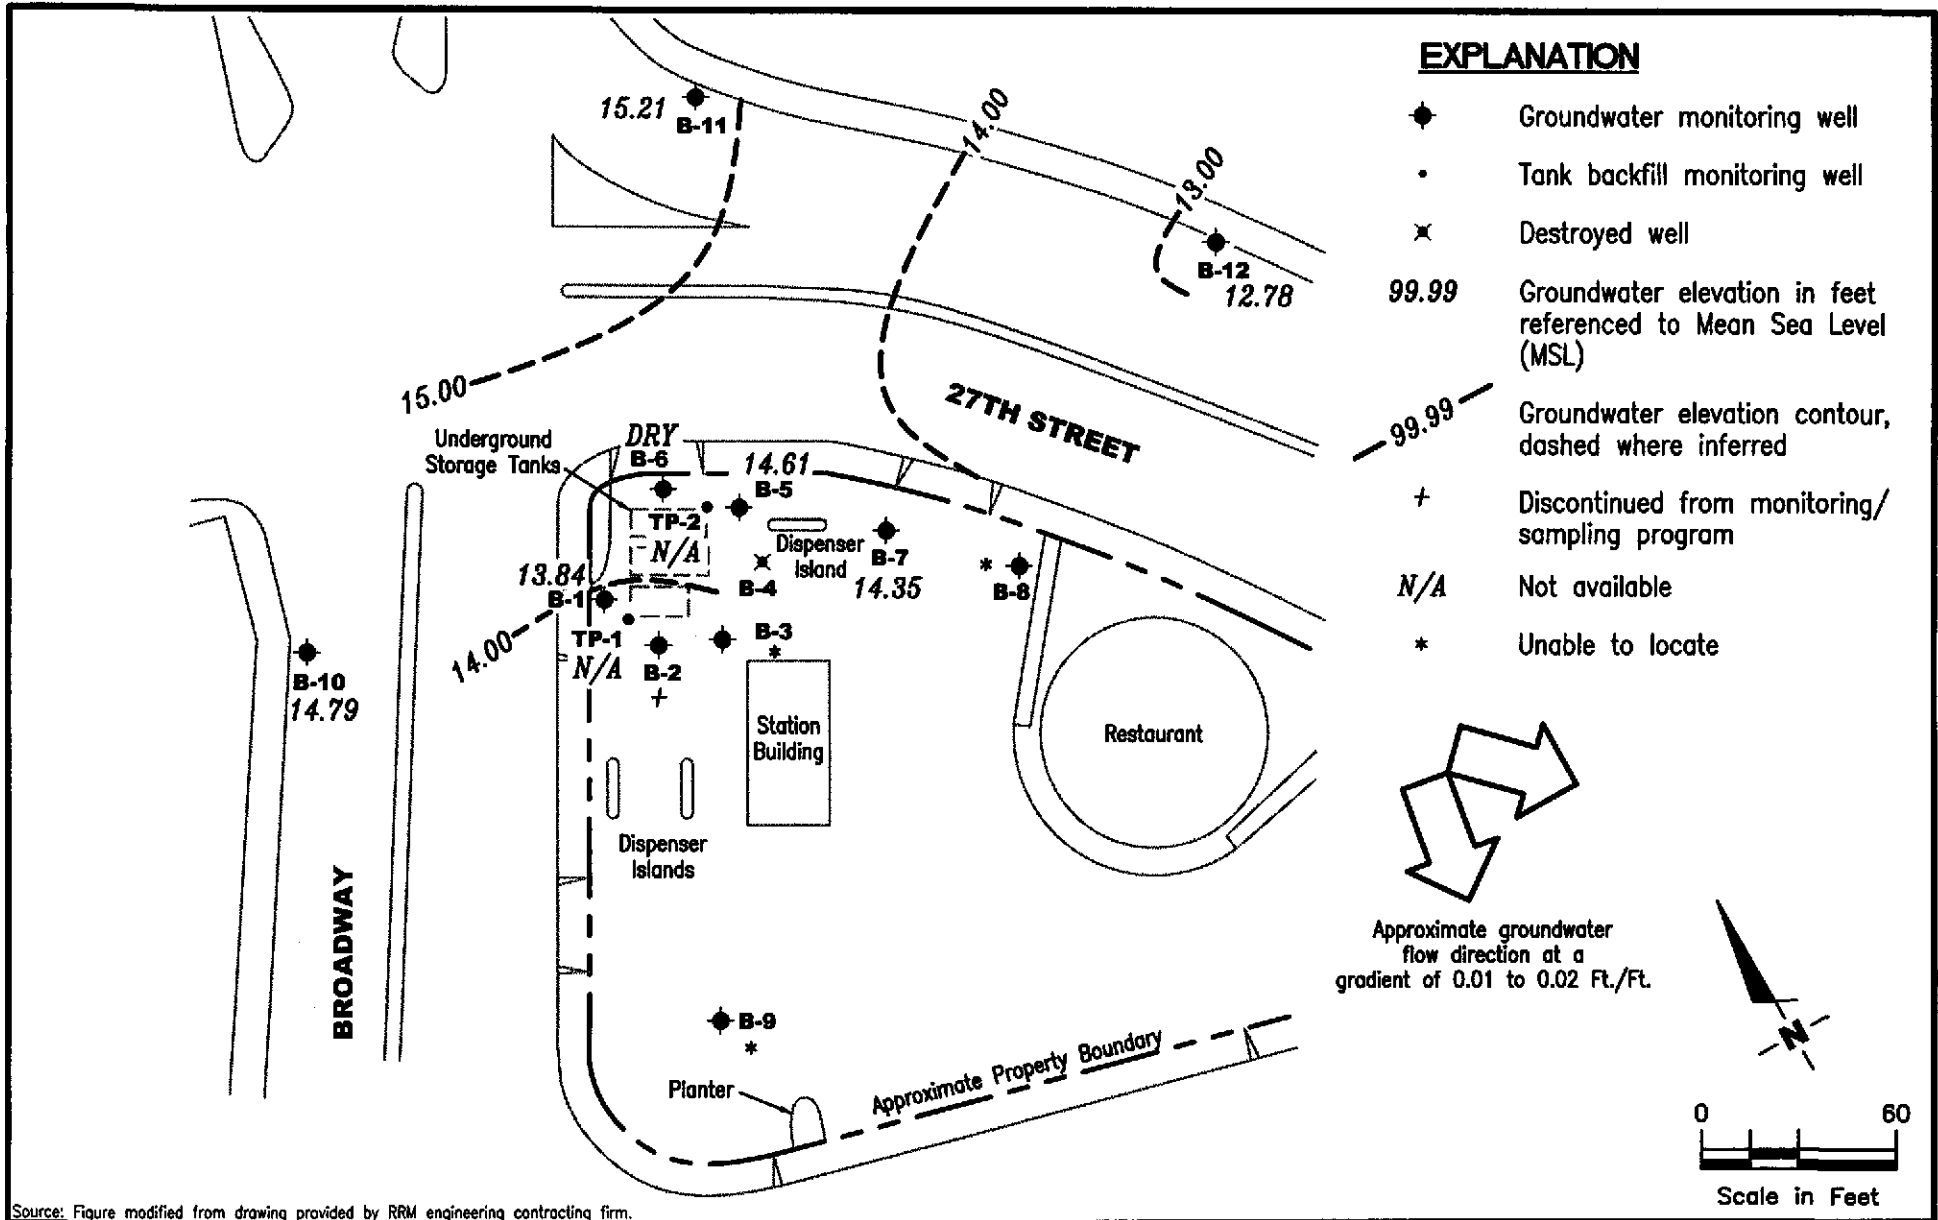 EXPLANATION
Groundwater monitoring well
Tank backfill monitoring well
Destroyed well
99.99
Groundwater elevation in feet
referenced to Mean Sea Level
(MSL)
99.99
Groundwater elevation contour,
dashed where inferred
+
Discontinued from monitoring/
sampling program
N/A
Not available
*
Unable to locate
15.21
B-11
14.00
13.00
B-12
12.78
15.00
27TH STREET
Underground
Storage Tanks
DRY
B-6
14.61
B-5
TP-2
N/A
Dispenser
Island
B-4
B-7
14.35
*
B-8
13.84
B-1
TP-1
N/A
14.00
B-2
+
B-3
*
B-10
14.79
Station
Building
Restaurant
Dispenser
Islands
BROADWAY
B-9
*
Planter
Approximate Property Boundary
Approximate groundwater
flow direction at a
gradient of 0.01 to 0.02 Ft./Ft.
N
0 60
Scale in Feet
Source: Figure modified from drawing provided by RRM engineering contracting firm.